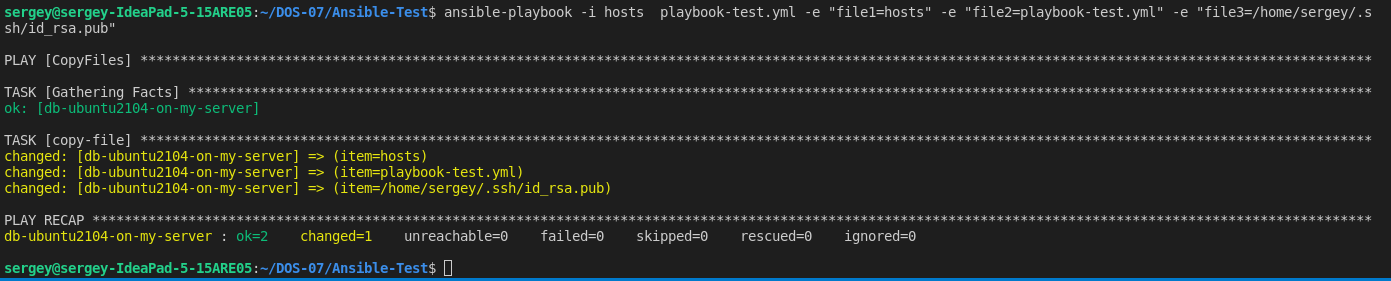 sergey@sergey-IdeaPad-5-15ARE05:~/DOS-07/Ansible-Test$ ansible-playbook -i hosts  playbook-test.yml -e "file1=hosts" -e "file2=playbook-test.yml" -e "file3=/home/sergey/.s
sh/id_rsa.pub"
PLAY [CopyFiles] **********************************************************************************************************************************************************
TASK [Gathering Facts] ****************************************************************************************************************************************************
ok: [db-ubuntu2104-on-my-server]
TASK [copy-file] **********************************************************************************************************************************************************
changed: [db-ubuntu2104-on-my-server] => (item=hosts)
changed: [db-ubuntu2104-on-my-server] => (item=playbook-test.yml)
changed: [db-ubuntu2104-on-my-server] => (item=/home/sergey/.ssh/id_rsa.pub)
PLAY RECAP ****************************************************************************************************************************************************************
db-ubuntu2104-on-my-server : ok=2    changed=1    unreachable=0    failed=0    skipped=0    rescued=0    ignored=0
sergey@sergey-IdeaPad-5-15ARE05:~/DOS-07/Ansible-Test$